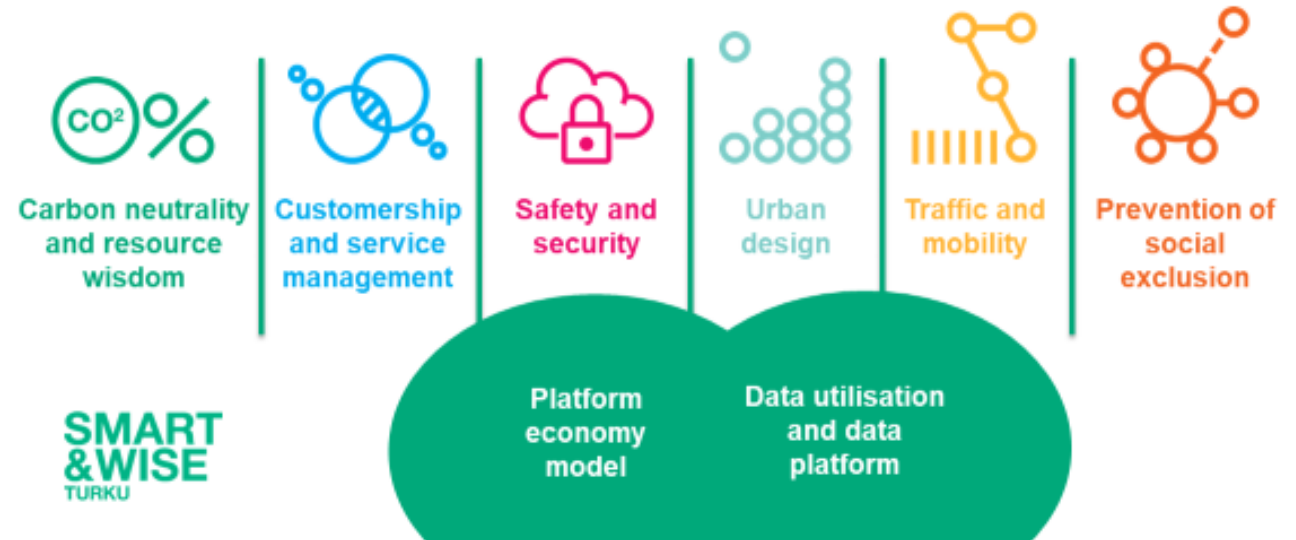 CO²
Carbon neutrality
and resource
wisdom
Customership
and service
management
Safety and
security
Urban
design
Traffic and
mobility
Prevention of
social
exclusion
Platform
economy
model
Data utilisation
and data
platform
SMART
&WISE
TURKU